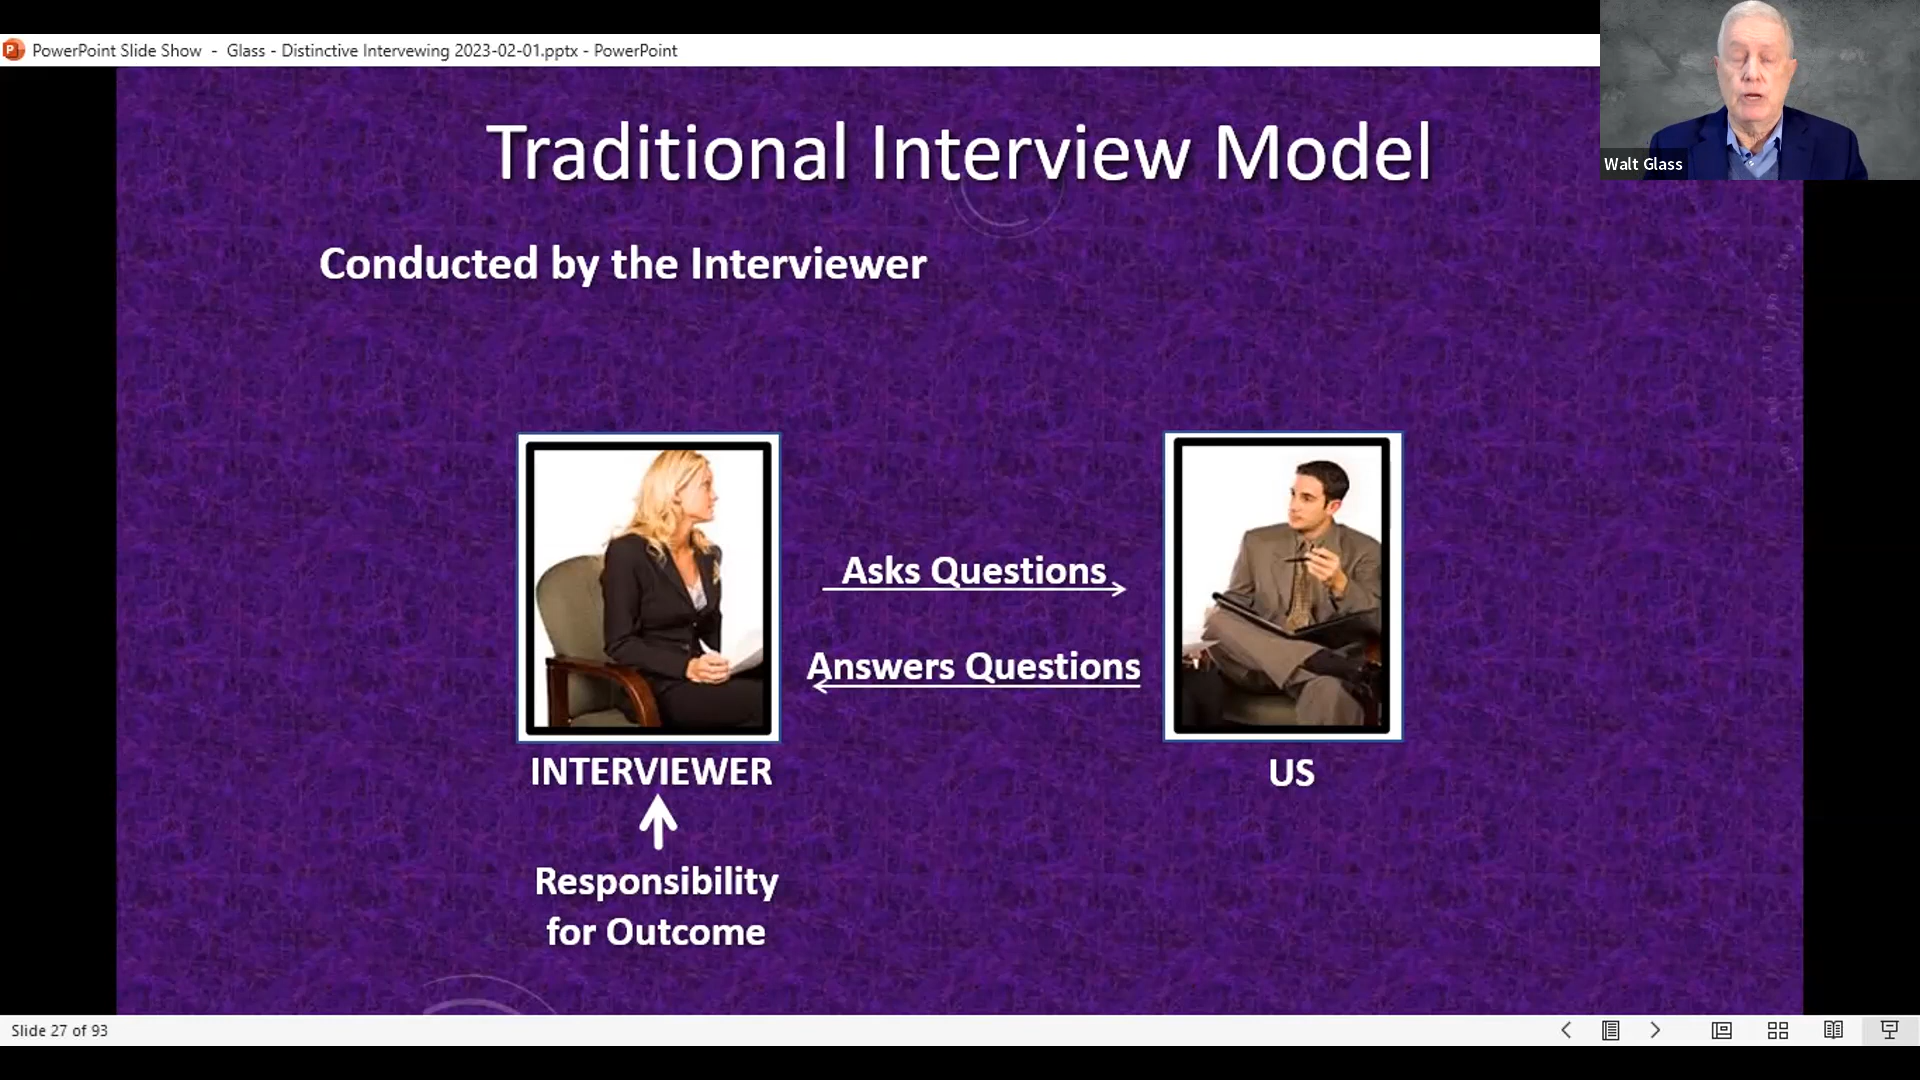 PowerPoint Slide Show - Glass - Distinctive Intervewing 2023-02-01.pptx - PowerPoint
Walt Glass
Traditional Interview Model
Conducted by the Interviewer
Asks Questions
Answers Questions
INTERVIEWER
US
Responsibility
for Outcome
Slide 27 of 93